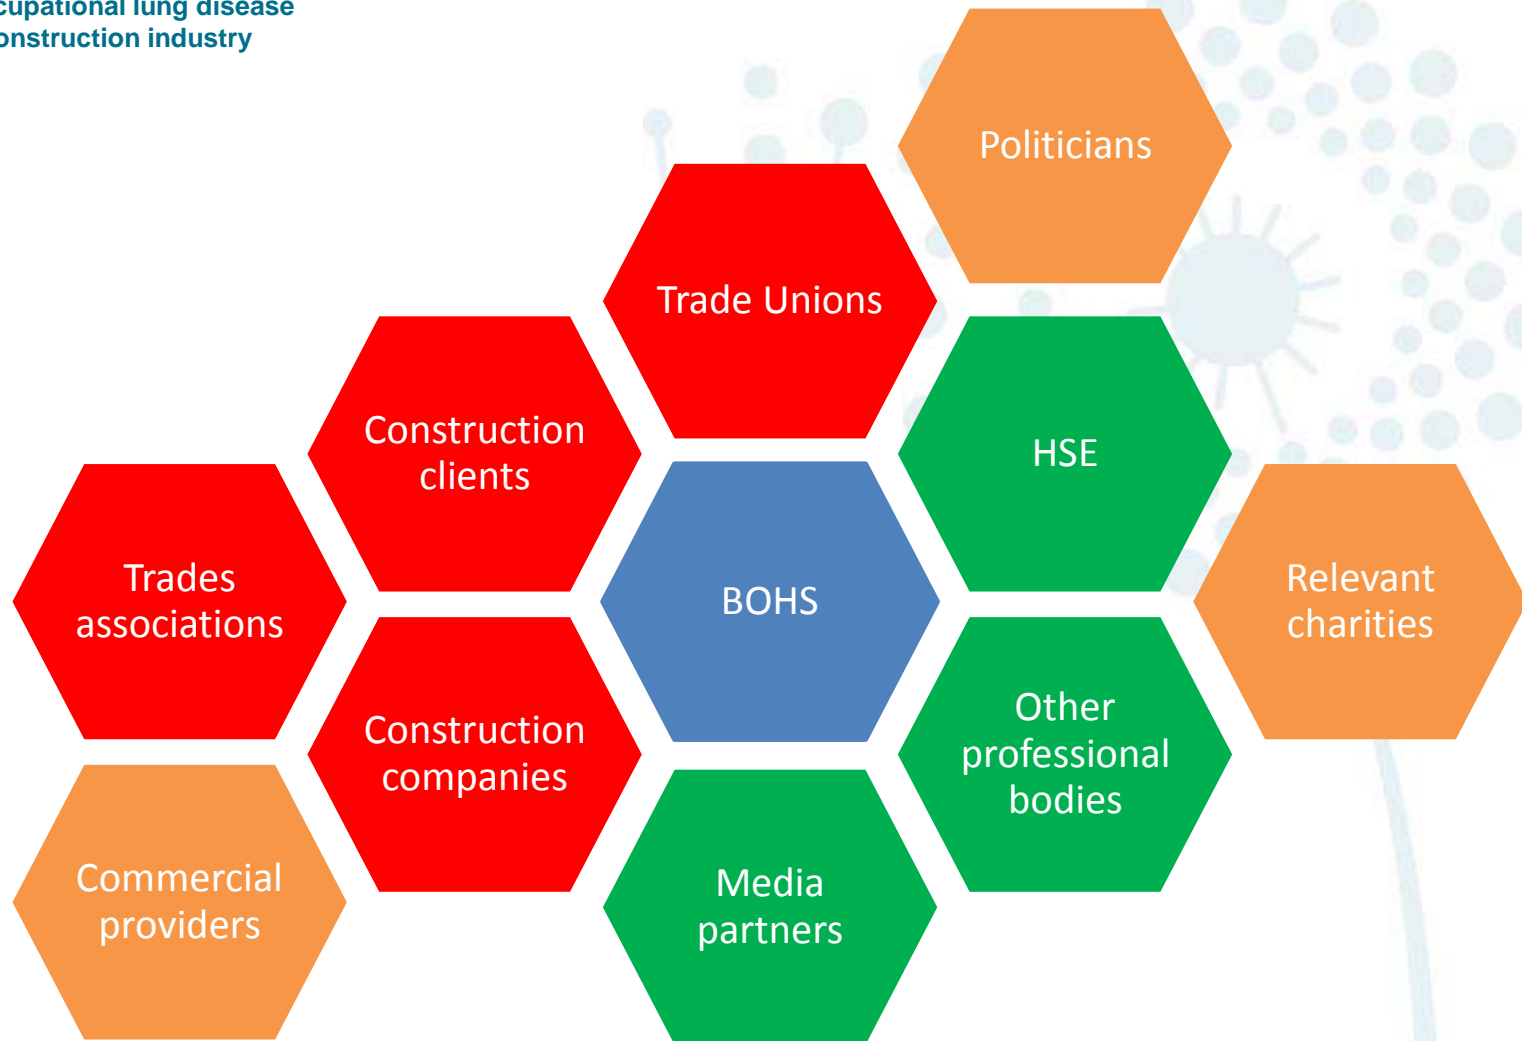 cupational lung disease
onstruction industry
Politicians
Trade Unions
Construction
clients
HSE
Trades
associations
BOHS
Relevant
charities
Construction
companies
Other
professional
bodies
Commercial
providers
Media
partners